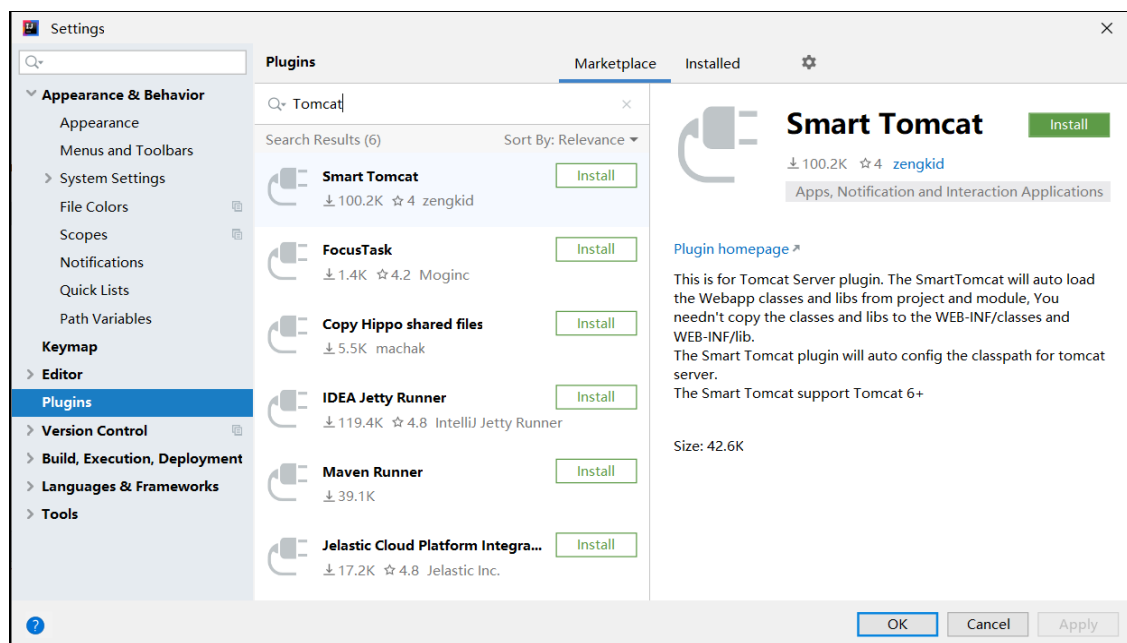 Settings
Appearance & Behavior
Appearance
Menus and Toolbars
System Settings
File Colors
Scopes
Notifications
Quick Lists
Path Variables
Keymap
Editor
Plugins
Version Control
Build, Execution, Deployment
Languages & Frameworks
Tools
Plugins
Marketplace
Installed
Tomcat
Search Results (6)
Sort By: Relevance
Smart Tomcat
Install
100.2K 4 zengkid
FocusTask
Install
1.4K 4.2 Moginc
Copy Hippo shared files
Install
5.5K machak
IDEA Jetty Runner
Install
119.4K 4.8 IntelliJ Jetty Runner
Maven Runner
Install
39.1K
Jelastic Cloud Platform Integra...
Install
17.2K 4.8 Jelastic Inc.
Smart Tomcat
Install
100.2K 4 zengkid
Apps, Notification and Interaction Applications
Plugin homepage
This is for Tomcat Server plugin. The SmartTomcat will auto load
the Webapp classes and libs from project and module, You
needn't copy the classes and libs to the WEB-INF/classes and
WEB-INF/lib.
The Smart Tomcat plugin will auto config the classpath for tomcat
server.
The Smart Tomcat support Tomcat 6+
Size: 42.6K
?
OK
Cancel
Apply